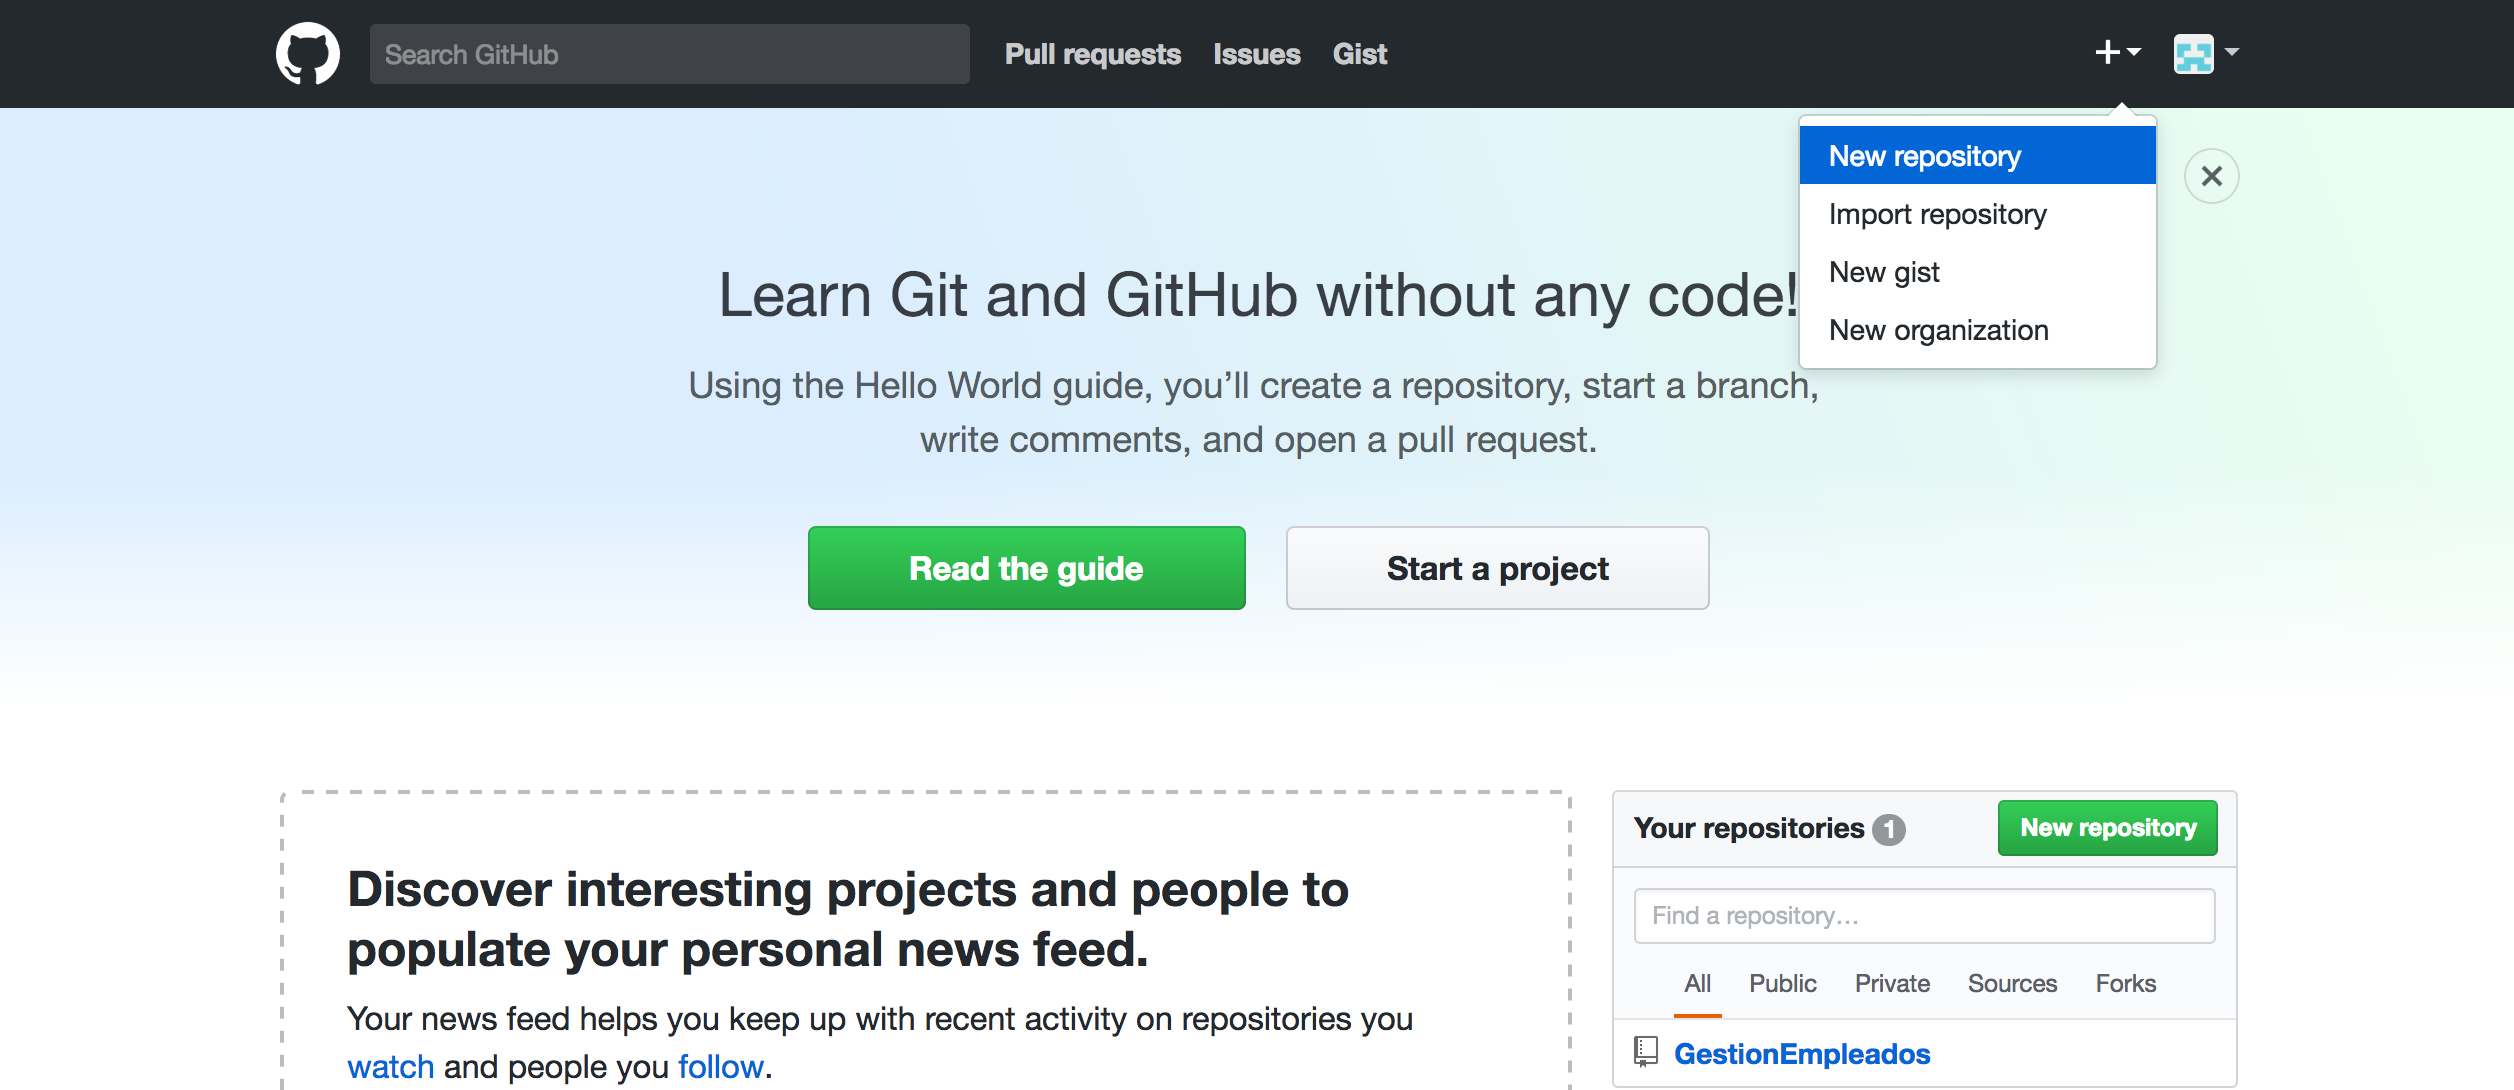 Search GitHub
Pull requests
Issues
Gist
New repository
Import repository
New gist
New organization
Learn Git and GitHub without any code!
Using the Hello World guide, you’ll create a repository, start a branch,
write comments, and open a pull request.
Read the guide
Start a project
Discover interesting projects and people to
populate your personal news feed.
Your news feed helps you keep up with recent activity on repositories you
watch and people you follow.
Your repositories 1
New repository
Find a repository…
All
Public
Private
Sources
Forks
GestionEmpleados